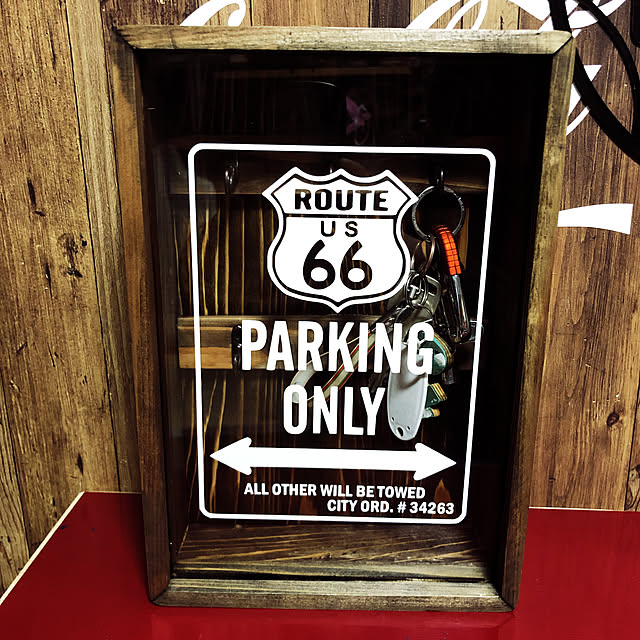 ROUTE
US
66
PARKING
ONLY
ALL OTHER WILL BE TOWED
CITY ORD. # 34263